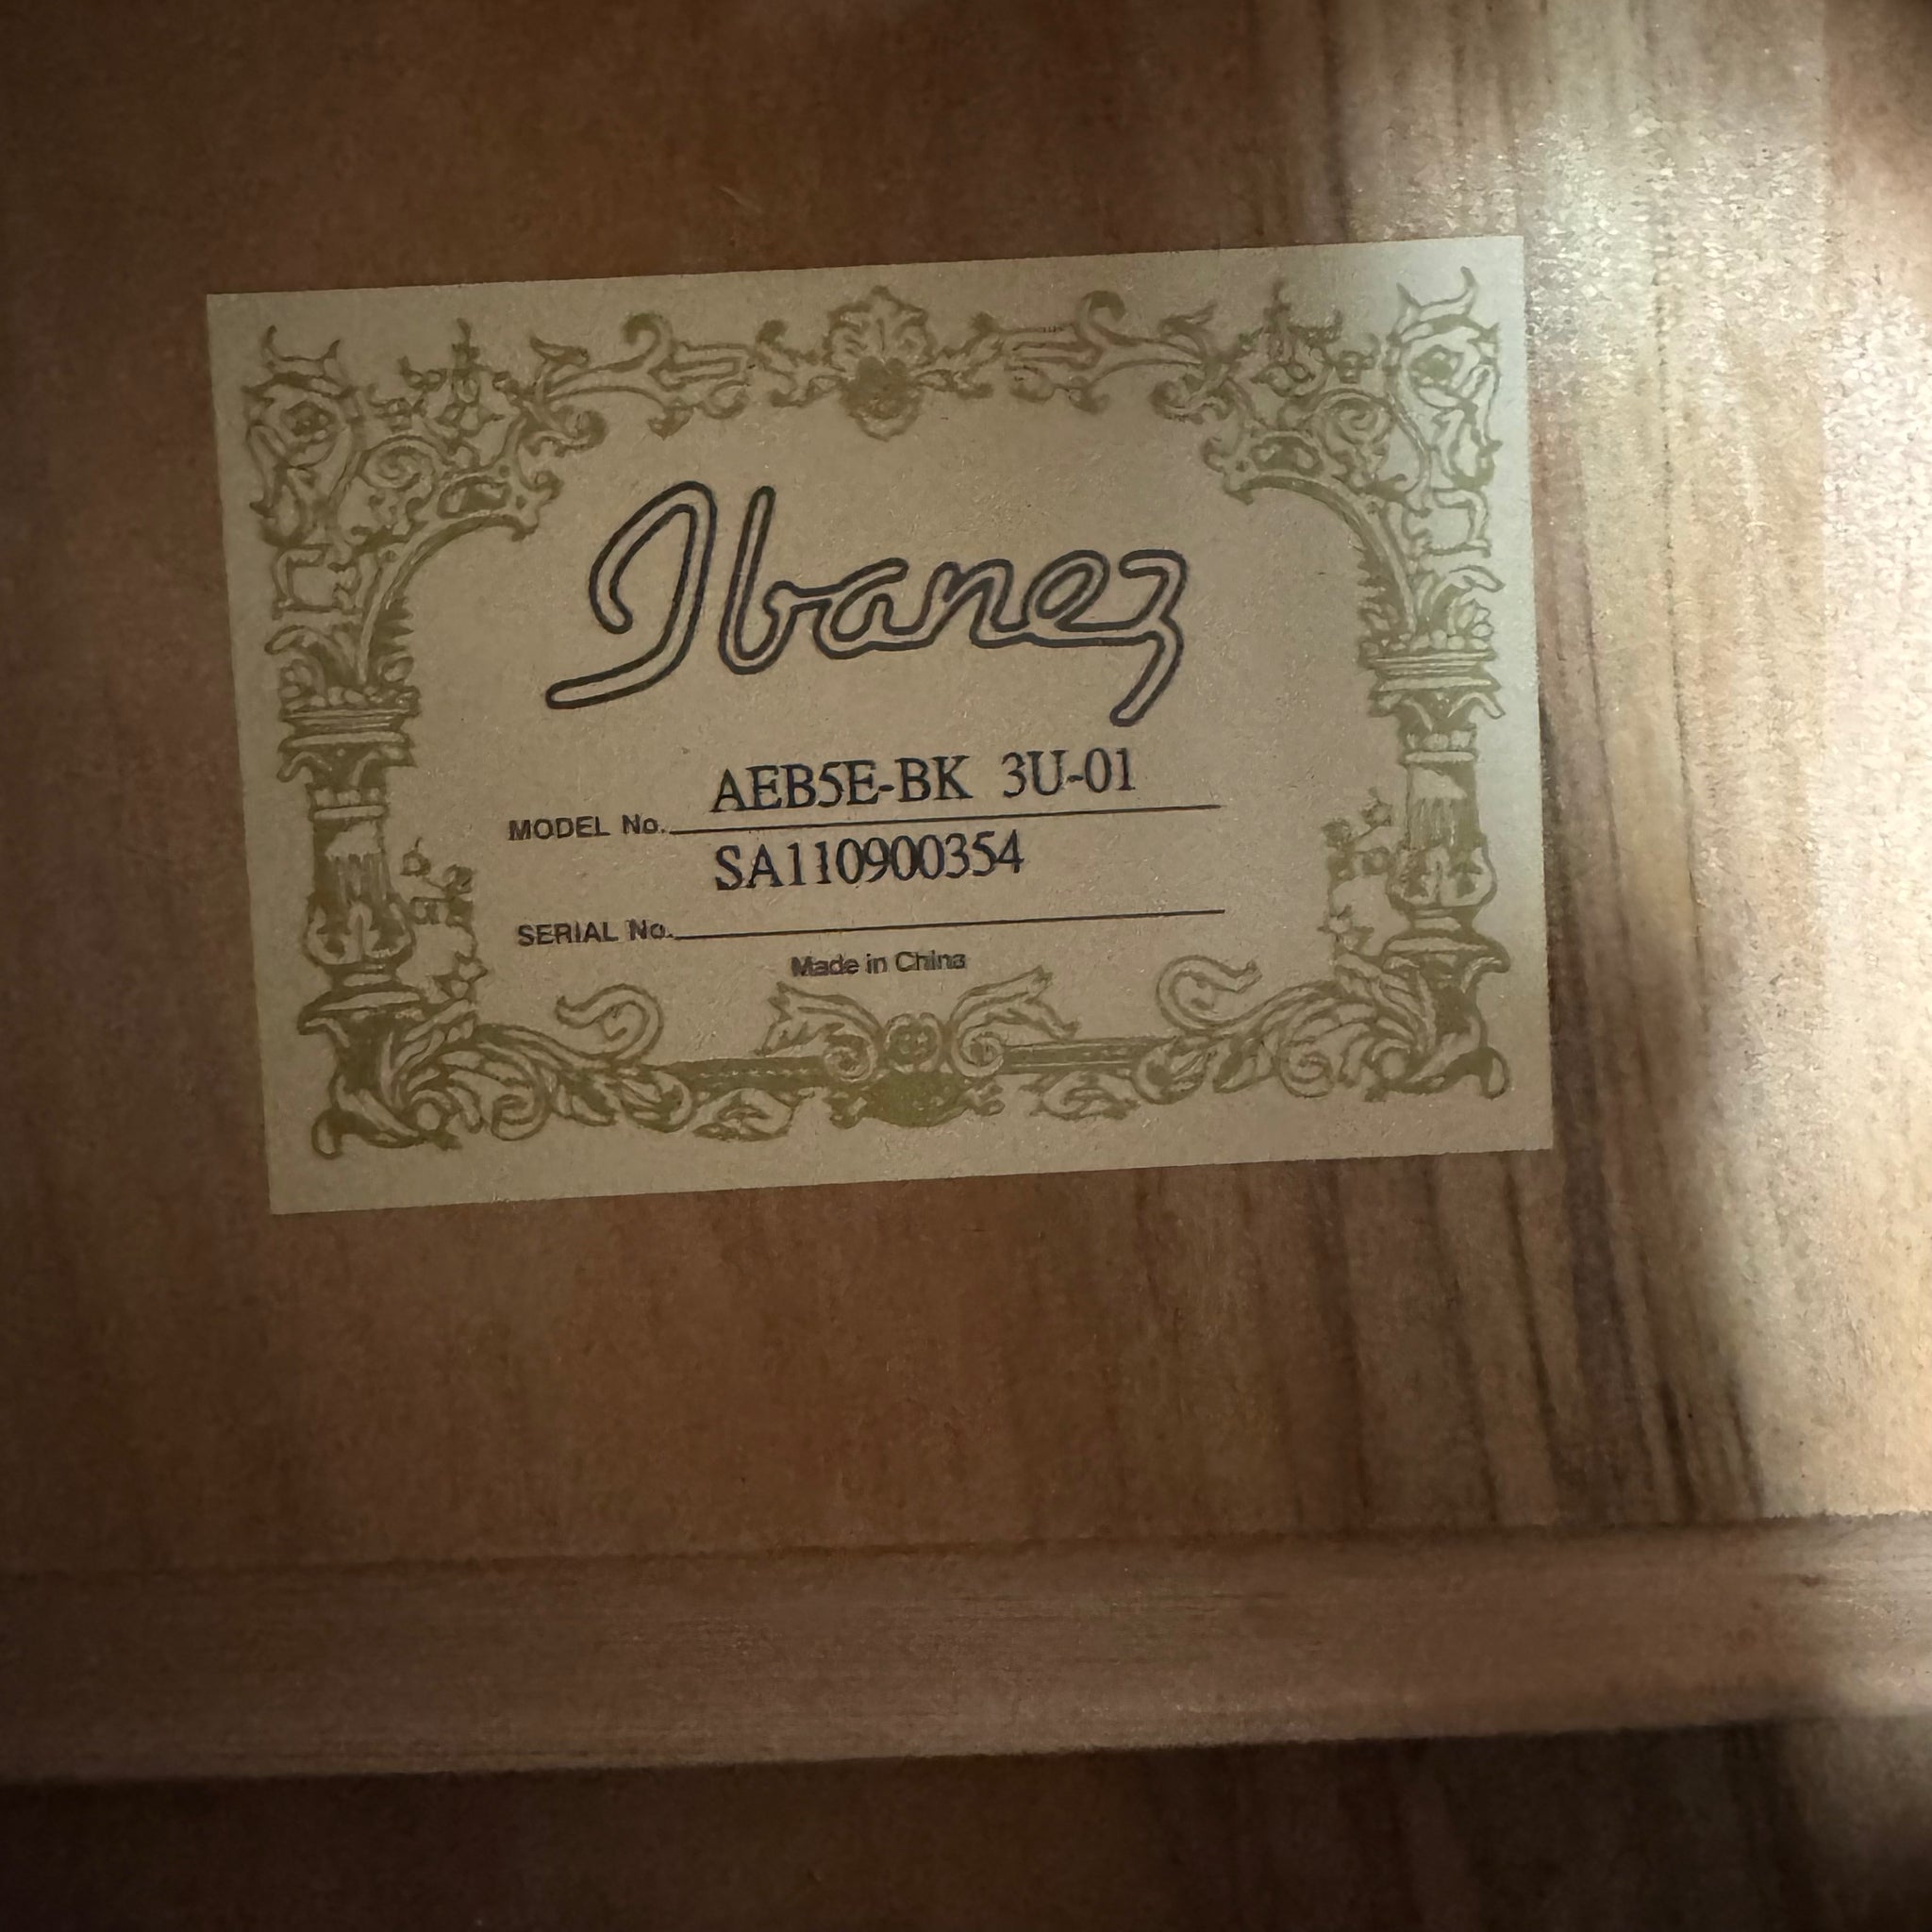 Ibanez
MODEL No. AEB5E-BK 3U-01
SERIAL No. SA110900354
Made in China